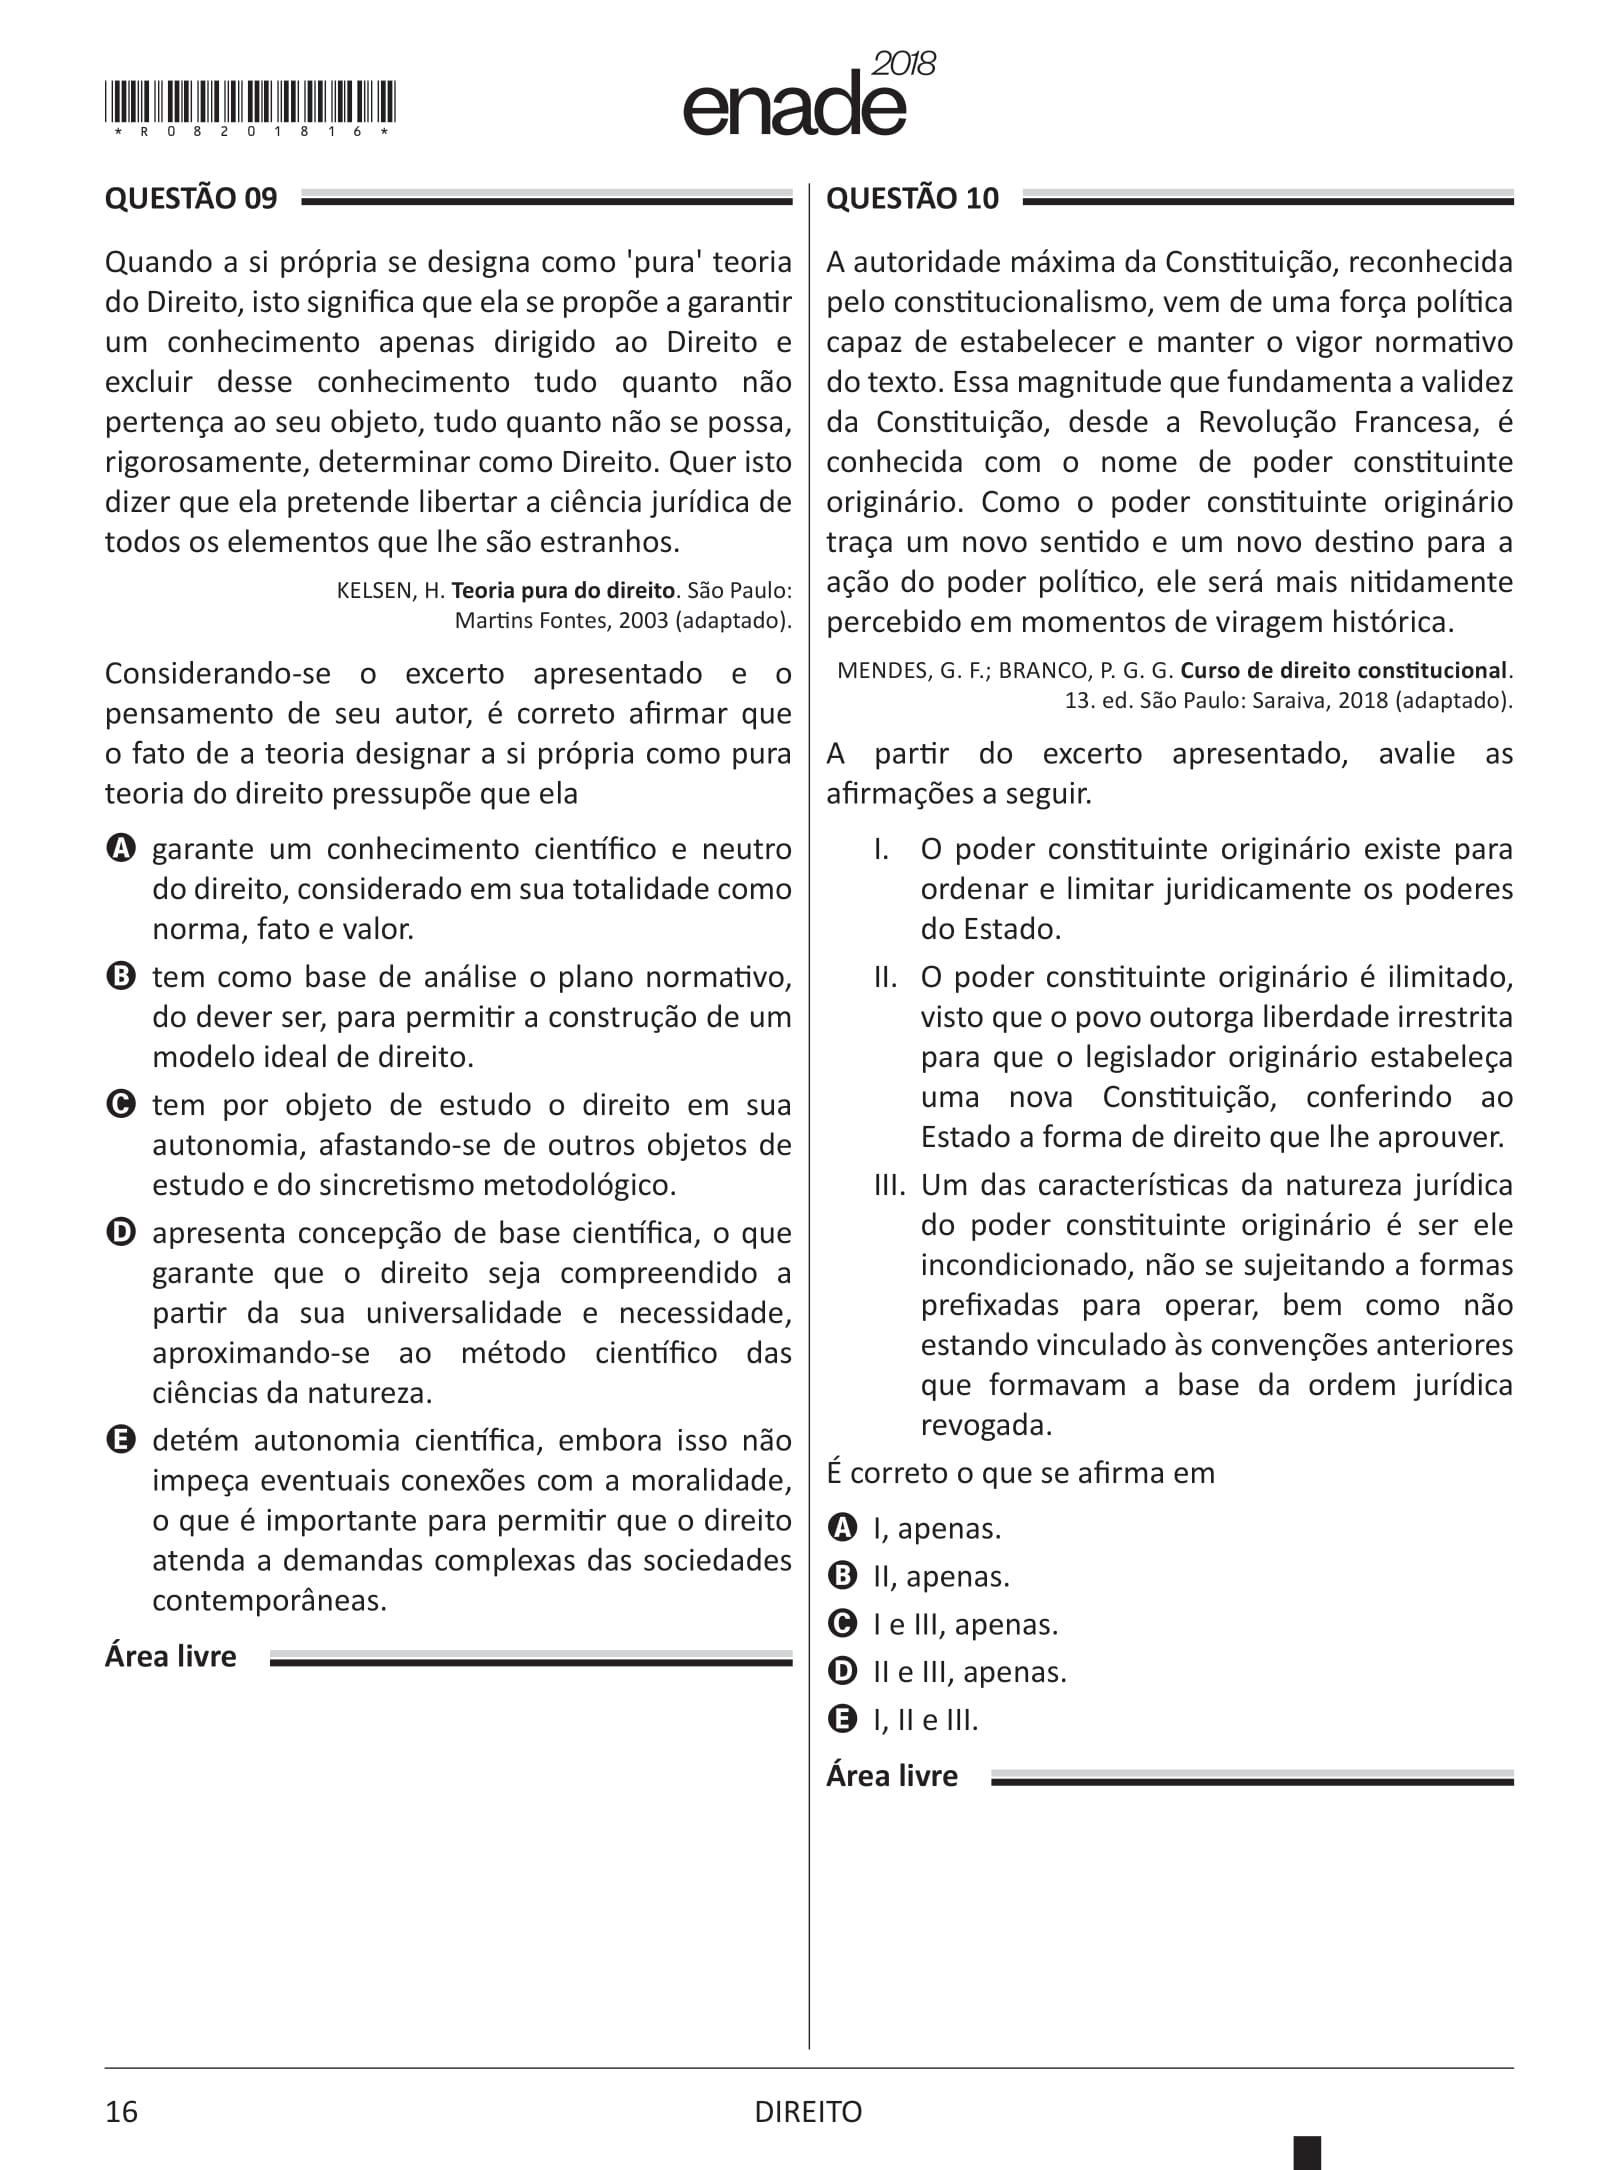 *R08201816*
enade 2018
QUESTÃO 09
Quando a si própria se designa como 'pura' teoria
do Direito, isto significa que ela se propõe a garantir
um conhecimento apenas dirigido ao Direito e
excluir desse conhecimento tudo quanto não
pertença ao seu objeto, tudo quanto não se possa,
rigorosamente, determinar como Direito. Quer isto
dizer que ela pretende libertar a ciência jurídica de
todos os elementos que lhe são estranhos.
KELSEN, H. Teoria pura do direito. São Paulo:
Martins Fontes, 2003 (adaptado).
Considerando-se o excerto apresentado e o
pensamento de seu autor, é correto afirmar que
o fato de a teoria designar a si própria como pura
teoria do direito pressupõe que ela
A garante um conhecimento científico e neutro
do direito, considerado em sua totalidade como
norma, fato e valor.
B tem como base de análise o plano normativo,
do dever ser, para permitir a construção de um
modelo ideal de direito.
C tem por objeto de estudo o direito em sua
autonomia, afastando-se de outros objetos de
estudo e do sincretismo metodológico.
D apresenta concepção de base científica, o que
garante que o direito seja compreendido a
partir da sua universalidade e necessidade,
aproximando-se ao método científico das
ciências da natureza.
E detém autonomia científica, embora isso não
impeça eventuais conexões com a moralidade,
o que é importante para permitir que o direito
atenda a demandas complexas das sociedades
contemporâneas.
Área livre
QUESTÃO 10
A autoridade máxima da Constituição, reconhecida
pelo constitucionalismo, vem de uma força política
capaz de estabelecer e manter o vigor normativo
do texto. Essa magnitude que fundamenta a validez
da Constituição, desde a Revolução Francesa, é
conhecida com o nome de poder constituinte
originário. Como o poder constituinte originário
traça um novo sentido e um novo destino para a
ação do poder político, ele será mais nitidamente
percebido em momentos de viragem histórica.
MENDES, G. F.; BRANCO, P. G. G. Curso de direito constitucional.
13. ed. São Paulo: Saraiva, 2018 (adaptado).
A partir do excerto apresentado, avalie as
afirmações a seguir.
I. O poder constituinte originário existe para
ordenar e limitar juridicamente os poderes
do Estado.
II. O poder constituinte originário é ilimitado,
visto que o povo outorga liberdade irrestrita
para que o legislador originário estabeleça
uma nova Constituição, conferindo ao
Estado a forma de direito que lhe aprouver.
III. Um das características da natureza jurídica
do poder constituinte originário é ser ele
incondicionado, não se sujeitando a formas
prefixadas para operar, bem como não
estando vinculado às convenções anteriores
que formavam a base da ordem jurídica
revogada.
É correto o que se afirma em
A I, apenas.
B II, apenas.
C I e III, apenas.
D II e III, apenas.
E I, II e III.
Área livre
16
DIREITO